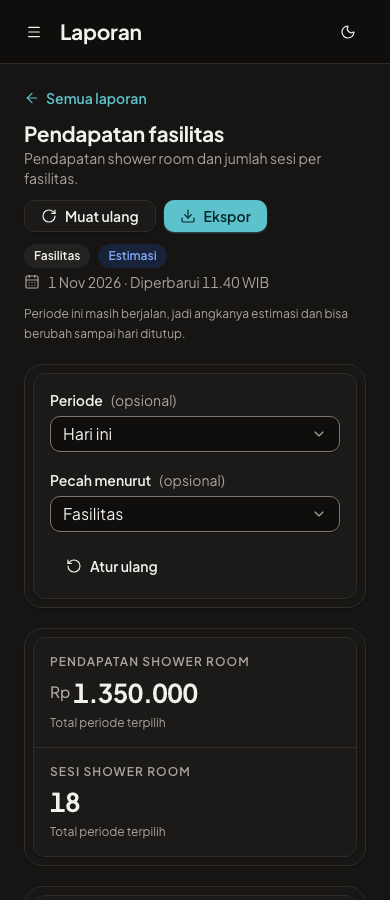 Laporan
Semua laporan
Pendapatan fasilitas
Pendapatan shower room dan jumlah sesi per
fasilitas.
Muat ulang
Ekspor
Fasilitas
Estimasi
1 Nov 2026 · Diperbarui 11.40 WIB
Periode ini masih berjalan, jadi angkanya estimasi dan bisa
berubah sampai hari ditutup.
Periode (opsional)
Hari ini
Pecah menurut (opsional)
Fasilitas
Atur ulang
PENDAPATAN SHOWER ROOM
Rp 1.350.000
Total periode terpilih
SESI SHOWER ROOM
18
Total periode terpilih